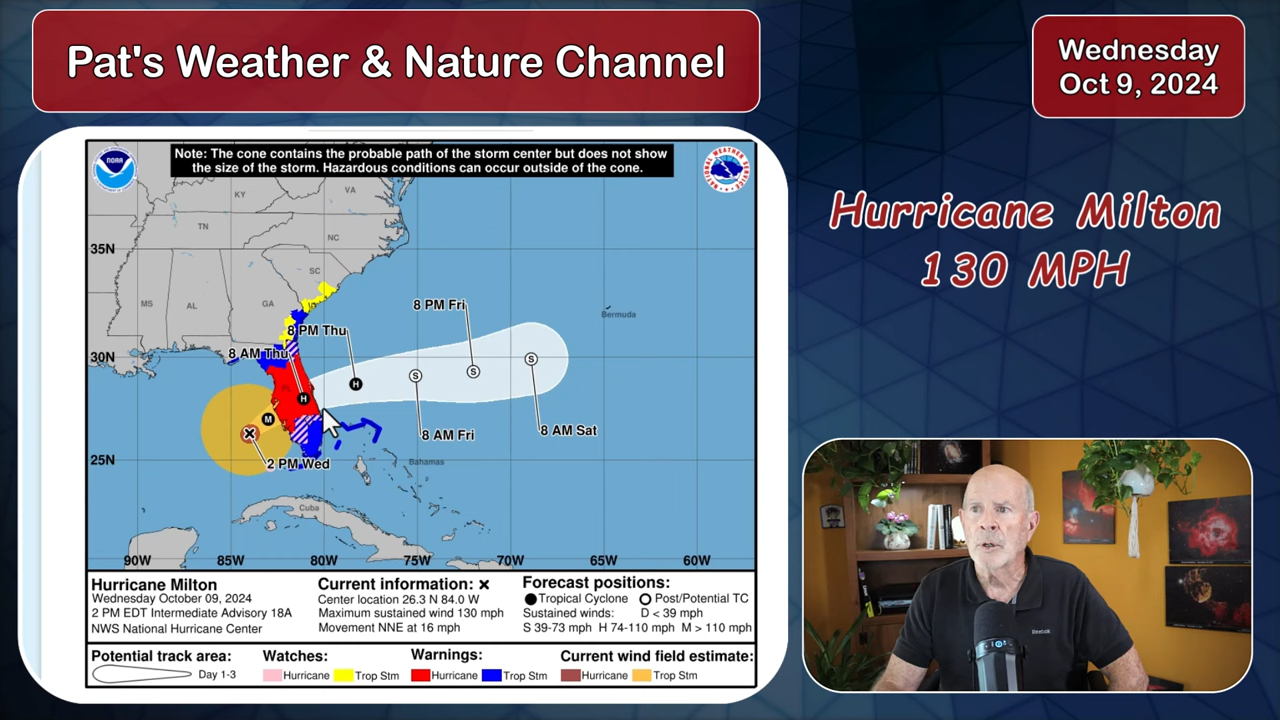 Pat's Weather & Nature Channel
Wednesday
Oct 9, 2024
Note: The cone contains the probable path of the storm center but does not show
the size of the storm. Hazardous conditions can occur outside of the cone.
NOAA
NATIONAL WEATHER SERVICE
Hurricane Milton
130 MPH
KY
VA
TN
NC
35N
SC
MS
AL
GA
8 PM Fri
Bermuda
8 PM Thu
30N
8 AM Thu
S
S
S
H
FL
H
M
8 AM Fri
8 AM Sat
25N
2 PM Wed
Bahamas
Cuba
90W
85W
80W
75W
70W
65W
60W
Hurricane Milton
Wednesday October 09, 2024
2 PM EDT Intermediate Advisory 18A
NWS National Hurricane Center
Current information: x
Center location 26.3 N 84.0 W
Maximum sustained wind 130 mph
Movement NNE at 16 mph
Forecast positions:
Tropical Cyclone Post/Potential TC
Sustained winds: D < 39 mph
S 39-73 mph H 74-110 mph M > 110 mph
Potential track area:
Day 1-3
Watches:
Hurricane Trop Stm
Warnings:
Hurricane Trop Stm
Current wind field estimate:
Hurricane Trop Stm
Reebok